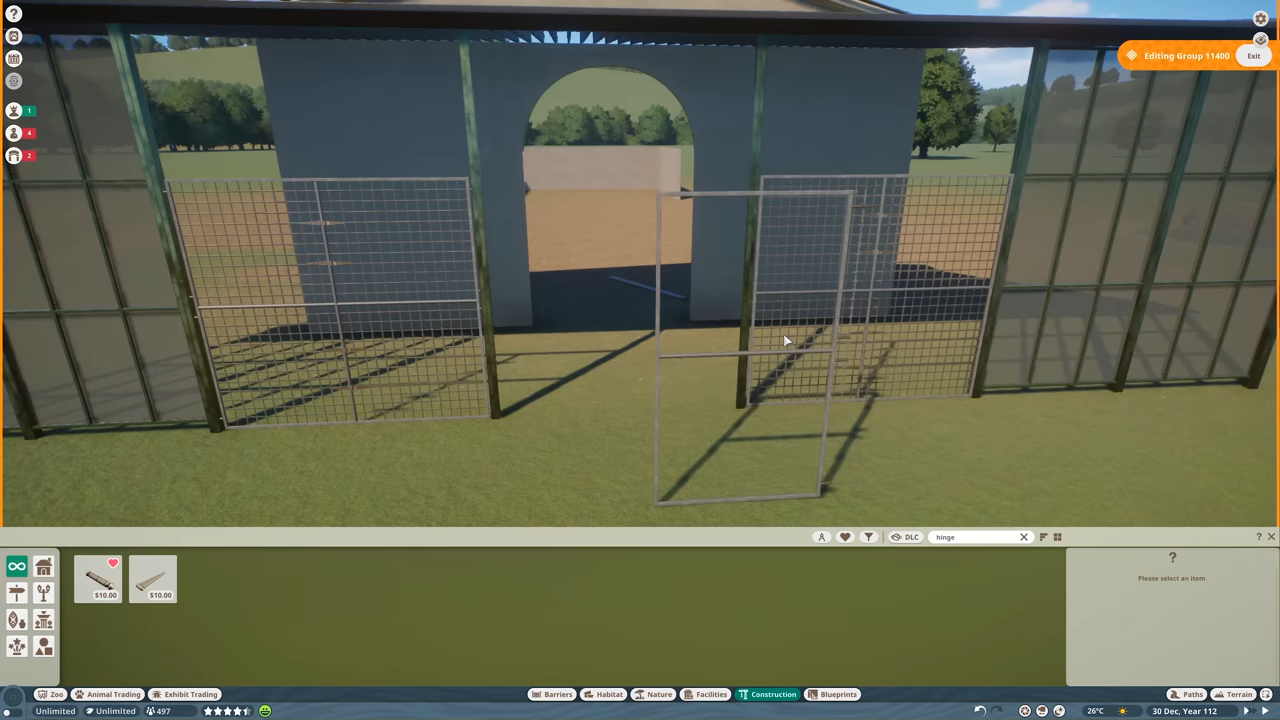 ?
1
4
2
Editing Group 11400
Exit
DLC
hinge
?
$10.00
$10.00
?
Please select an item
Zoo
Animal Trading
Exhibit Trading
Barriers
Habitat
Nature
Facilities
Construction
Blueprints
Paths
Terrain
Unlimited
Unlimited
497
26°C
30 Dec, Year 112